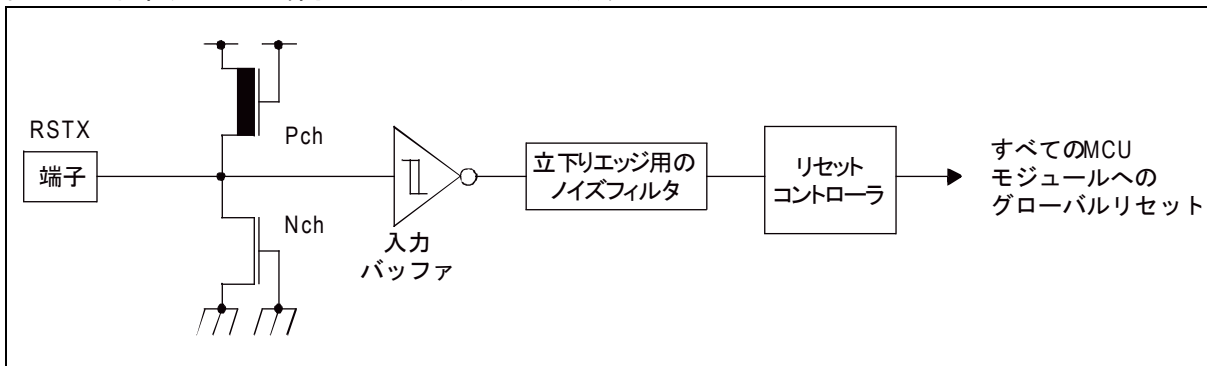 RSTX
端子
Pch
Nch
入力
バッファ
立下りエッジ用の
ノイズフィルタ
リセット
コントローラ
すべてのMCU
モジュールへの
グローバルリセット